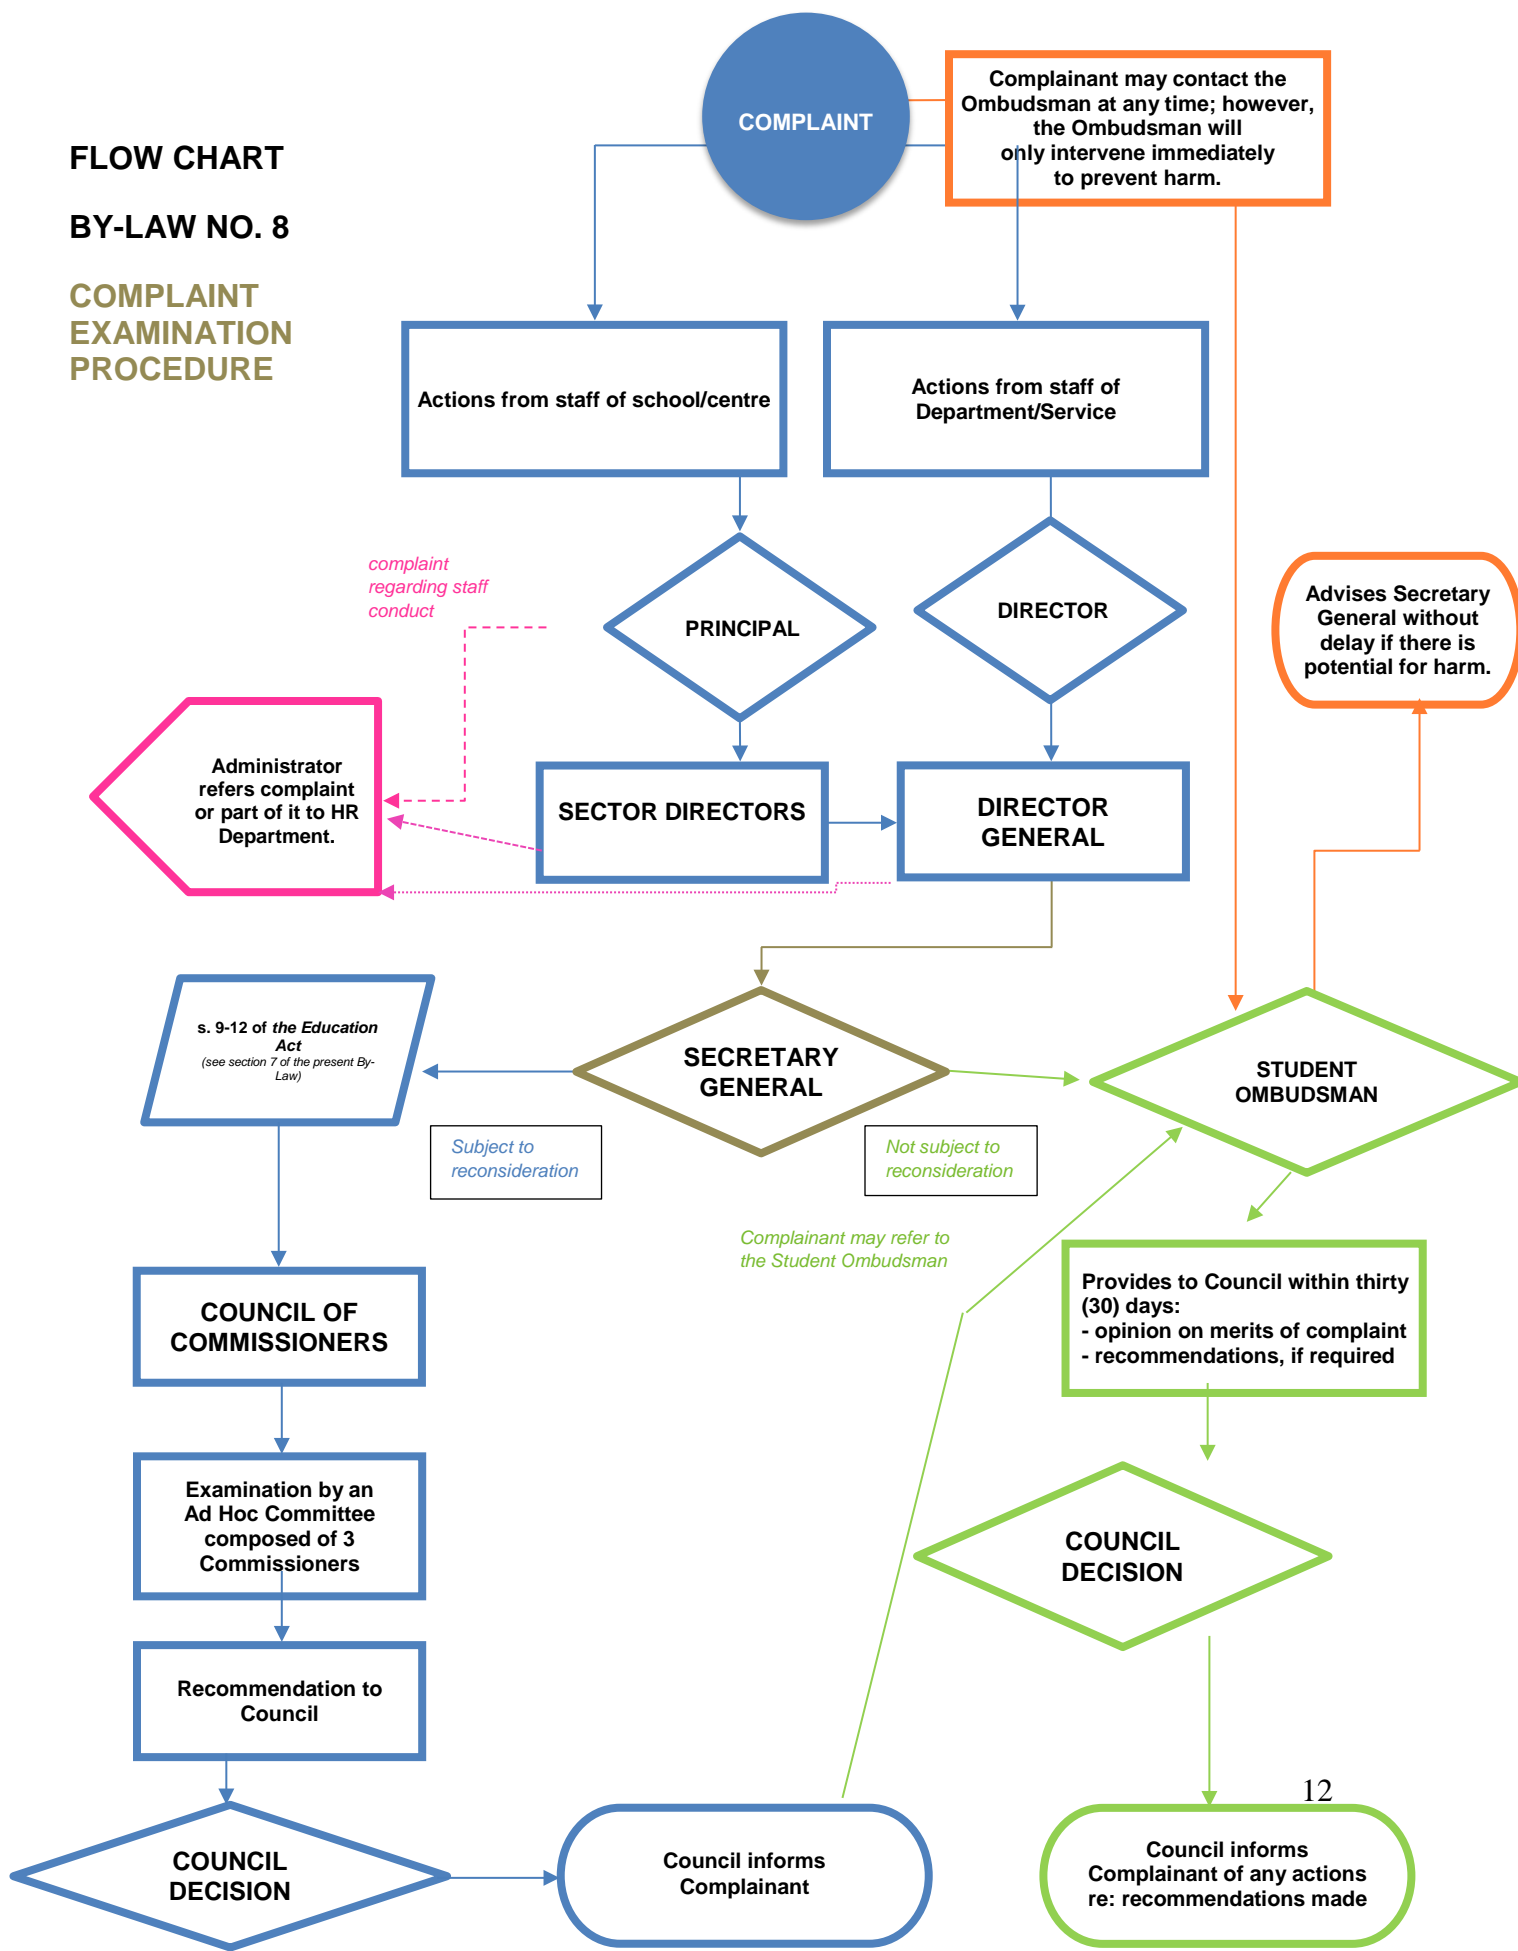 FLOW CHART
BY-LAW NO. 8
COMPLAINT
EXAMINATION
PROCEDURE
COMPLAINT
Complainant may contact the
Ombudsman at any time; however,
the Ombudsman will
only intervene immediately
to prevent harm.
Actions from staff of school/centre
Actions from staff of
Department/Service
complaint
regarding staff
conduct
PRINCIPAL
DIRECTOR
Advises Secretary
General without
delay if there is
potential for harm.
Administrator
refers complaint
or part of it to HR
Department.
SECTOR DIRECTORS
DIRECTOR
GENERAL
s. 9-12 of the Education
Act
(see section 7 of the present By-
Law)
SECRETARY
GENERAL
STUDENT
OMBUDSMAN
Subject to
reconsideration
Not subject to
reconsideration
Complainant may refer to
the Student Ombudsman
COUNCIL OF
COMMISSIONERS
Provides to Council within thirty
(30) days:
- opinion on merits of complaint
- recommendations, if required
Examination by an
Ad Hoc Committee
composed of 3
Commissioners
COUNCIL
DECISION
Recommendation to
Council
12
COUNCIL
DECISION
Council informs
Complainant
Council informs
Complainant of any actions
re: recommendations made